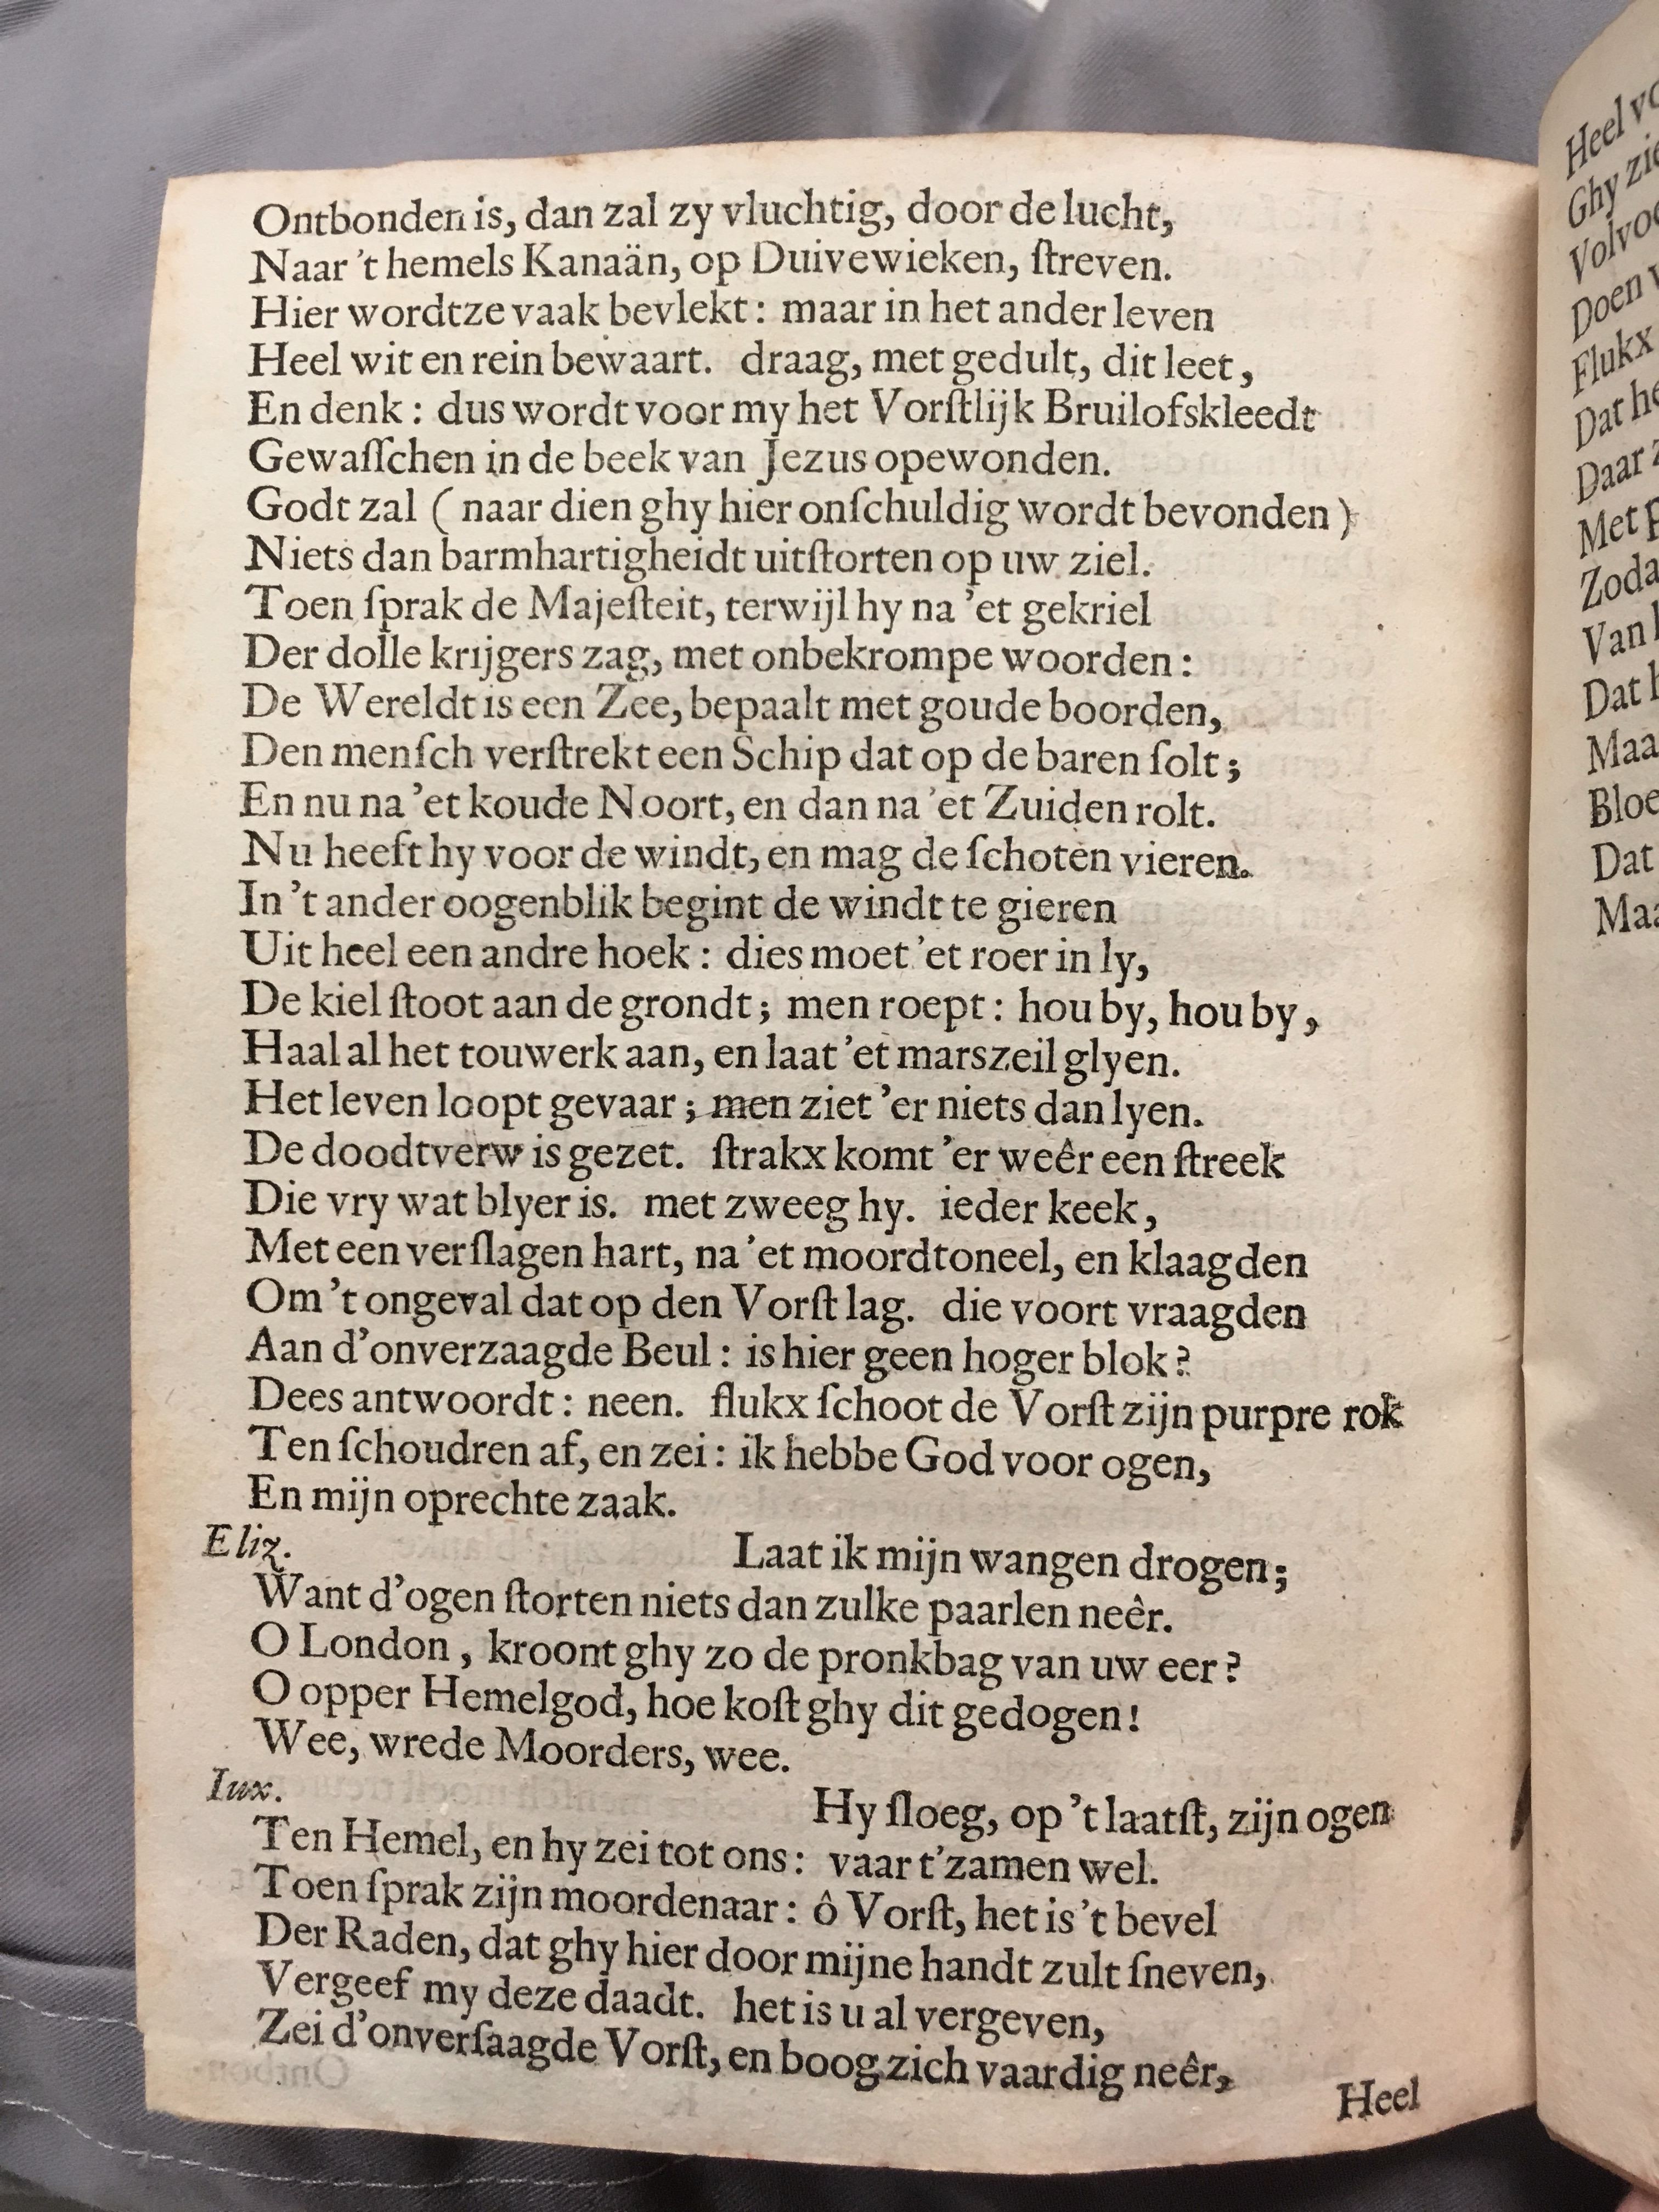 Ontbonden is, dan zal zy vluchtig, door de lucht,
Naar 't hemels Kanaän, op Duivewieken, ſtreven.
Hier wordtze vaak bevlekt: maar in het ander leven
Heel wit en rein bewaart. draag, met gedult, dit leet,
En denk: dus wordt voor my het Vorſtlijk Bruilofskleedt
Gewaſſchen in de beek van Jezus opewonden.
Godt zal (naar dien ghy hier onſchuldig wordt bevonden)
Niets dan barmhartigheidt uitſtorten op uw ziel.
Toen ſprak de Majeſteit, terwijl hy na 'et gekriel
Der dolle krijgers zag, met onbekrompe woorden:
De Wereldt is een Zee, bepaalt met goude boorden,
Den menſch verſtrekt een Schip dat op de baren ſolt;
En nu na 'et koude Noort, en dan na 'et Zuiden rolt.
Nu heeft hy voor de windt, en mag de ſchoten vieren.
In 't ander oogenblik begint de windt te gieren
Uit heel een andre hoek: dies moet 'et roer in ly,
De kiel ſtoot aan de grondt; men roept: hou by, hou by,
Haal al het touwerk aan, en laat 'et marszeil glyen.
Het leven loopt gevaar; men ziet 'er niets dan lyen.
De doodtverw is gezet. ſtrakx komt 'er weêr een ſtreek
Die vry wat blyer is. met zweeg hy. ieder keek,
Met een verſlagen hart, na 'et moordtoneel, en klaagden
Om 't ongeval dat op den Vorſt lag. die voort vraagden
Aan d'onverzaagde Beul: is hier geen hoger blok?
Dees antwoordt: neen. flukx ſchoot de Vorſt zijn purpre rok
Ten ſchoudren af, en zei: ik hebbe God voor ogen,
En mijn oprechte zaak.
Eliz. Laat ik mijn wangen drogen;
Want d'ogen ſtorten niets dan zulke paarlen neêr.
O London, kroont ghy zo de pronkbag van uw eer?
O opper Hemelgod, hoe koſt ghy dit gedogen!
Wee, wrede Moorders, wee.
Iux. Hy ſloeg, op 't laatſt, zijn ogen
Ten Hemel, en hy zei tot ons: vaar t'zamen wel.
Toen ſprak zijn moordenaar: ô Vorſt, het is 't bevel
Der Raden, dat ghy hier door mijne handt zult ſneven,
Vergeef my deze daadt. het is u al vergeven,
Zei d'onverſaagde Vorſt, en boog zich vaardig neêr,
Heel
Heel
Ghy
Doen
Flukx
Dat
Daar
Met
Van
Dat
Dat